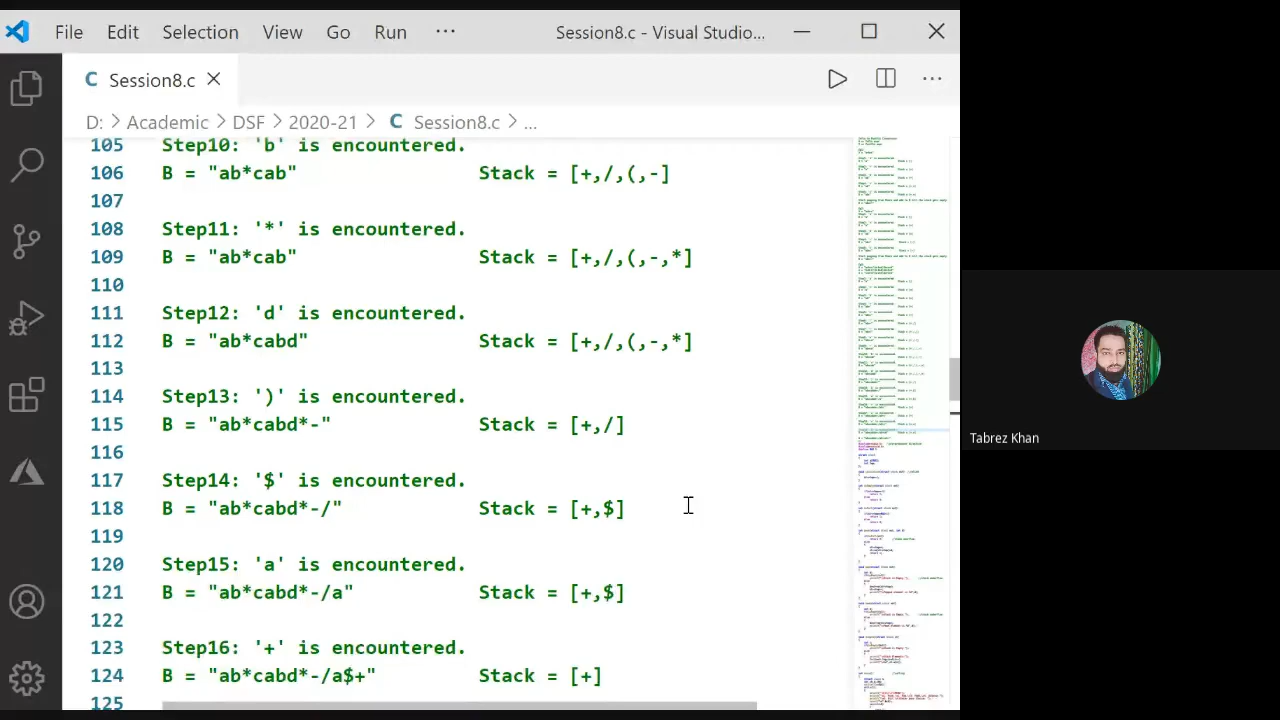 File Edit Selection View Go Run ··· Session8.c - Visual Studio...
C Session8.c
D: > Academic > DSF > 2020-21 > C Session8.c > ...
105 Step10: 'b' is encountered.
106 B = "ab*cab" Stack = [+,/,(,-]
107
108 Step11: '*' is encountered.
109 B = "ab*cab" Stack = [+,/,(,-,*]
110
111 Step12: 'd' is encountered.
112 B = "ab*cabd" Stack = [+,/,(,-,*]
113
114 Step13: ')' is encountered.
115 B = "ab*cabd*-" Stack = [+,/]
116
117 Step14: '$' is encountered.
118 B = "ab*cabd*-/" Stack = [+,$]
119
120 Step15: 'a' is encountered.
121 B = "ab*cabd*-/a" Stack = [+,$]
122
123 Step16: '+' is encountered.
124 B = "ab*cabd*-/a$+" Stack = [+]
125
Tabrez Khan